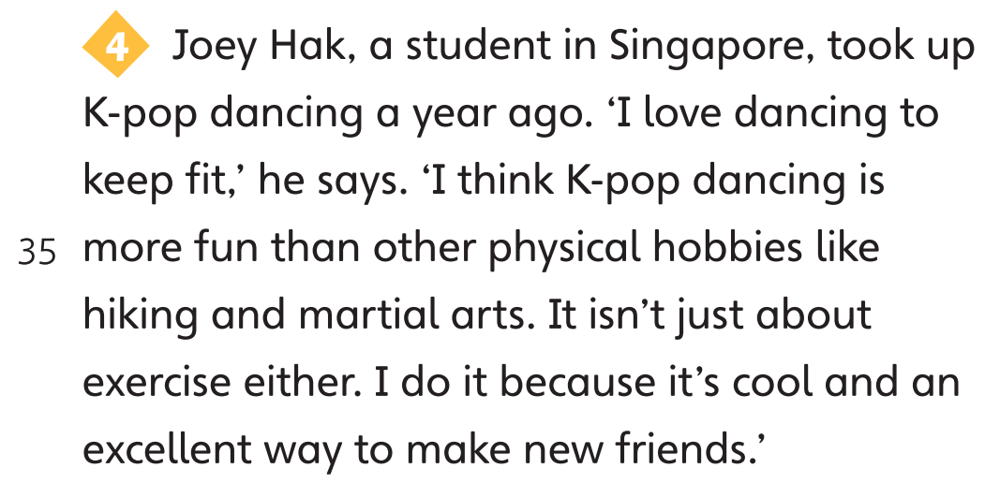 4 Joey Hak, a student in Singapore, took up
K-pop dancing a year ago. ‘I love dancing to
keep fit,’ he says. ‘I think K-pop dancing is
35 more fun than other physical hobbies like
hiking and martial arts. It isn’t just about
exercise either. I do it because it’s cool and an
excellent way to make new friends.’